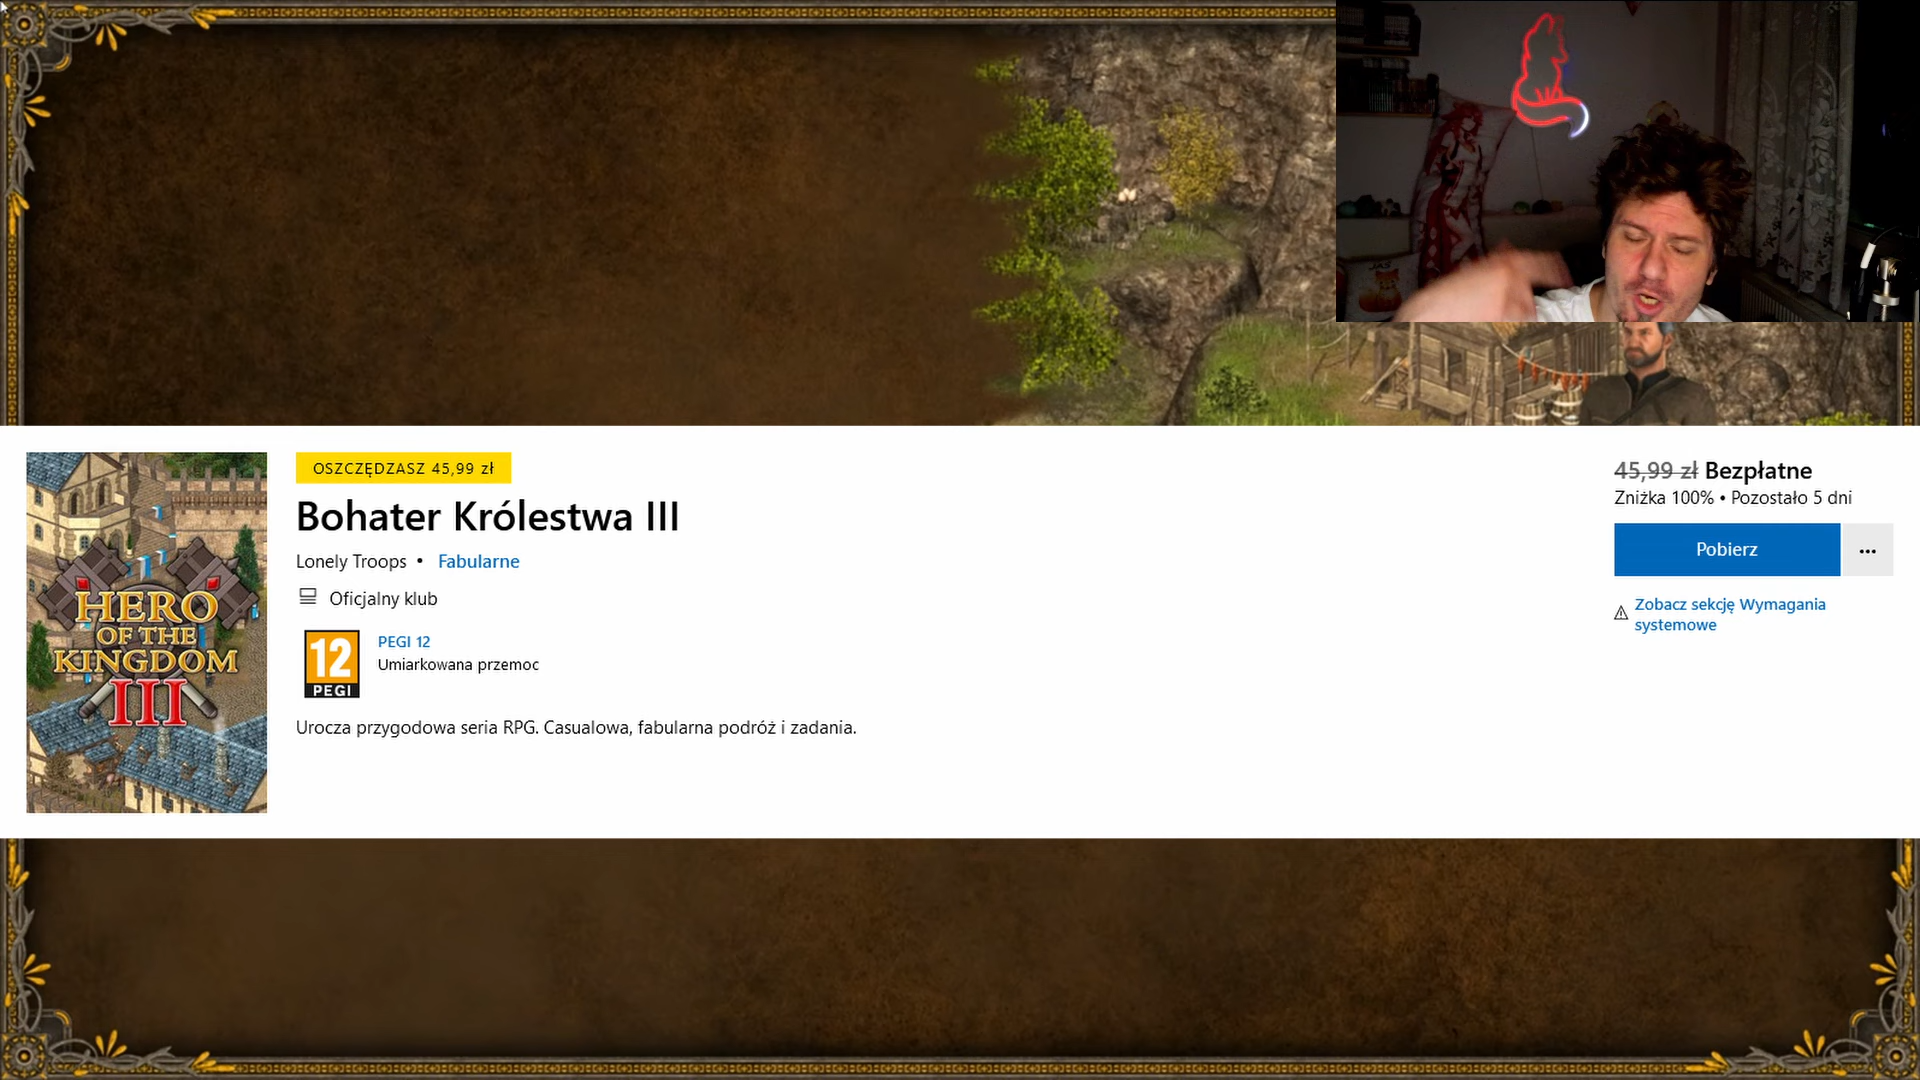 OSZCZĘDZASZ 45,99 zł
Bohater Królestwa III
Lonely Troops • Fabularne
Oficjalny klub
12
PEGI
PEGI 12
Umiarkowana przemoc
Urocza przygodowa seria RPG. Casualowa, fabularna podróż i zadania.
HERO
OF THE
KINGDOM
III
45,99 zł Bezpłatne
Zniżka 100% • Pozostało 5 dni
Pobierz
Zobacz sekcję Wymagania
systemowe